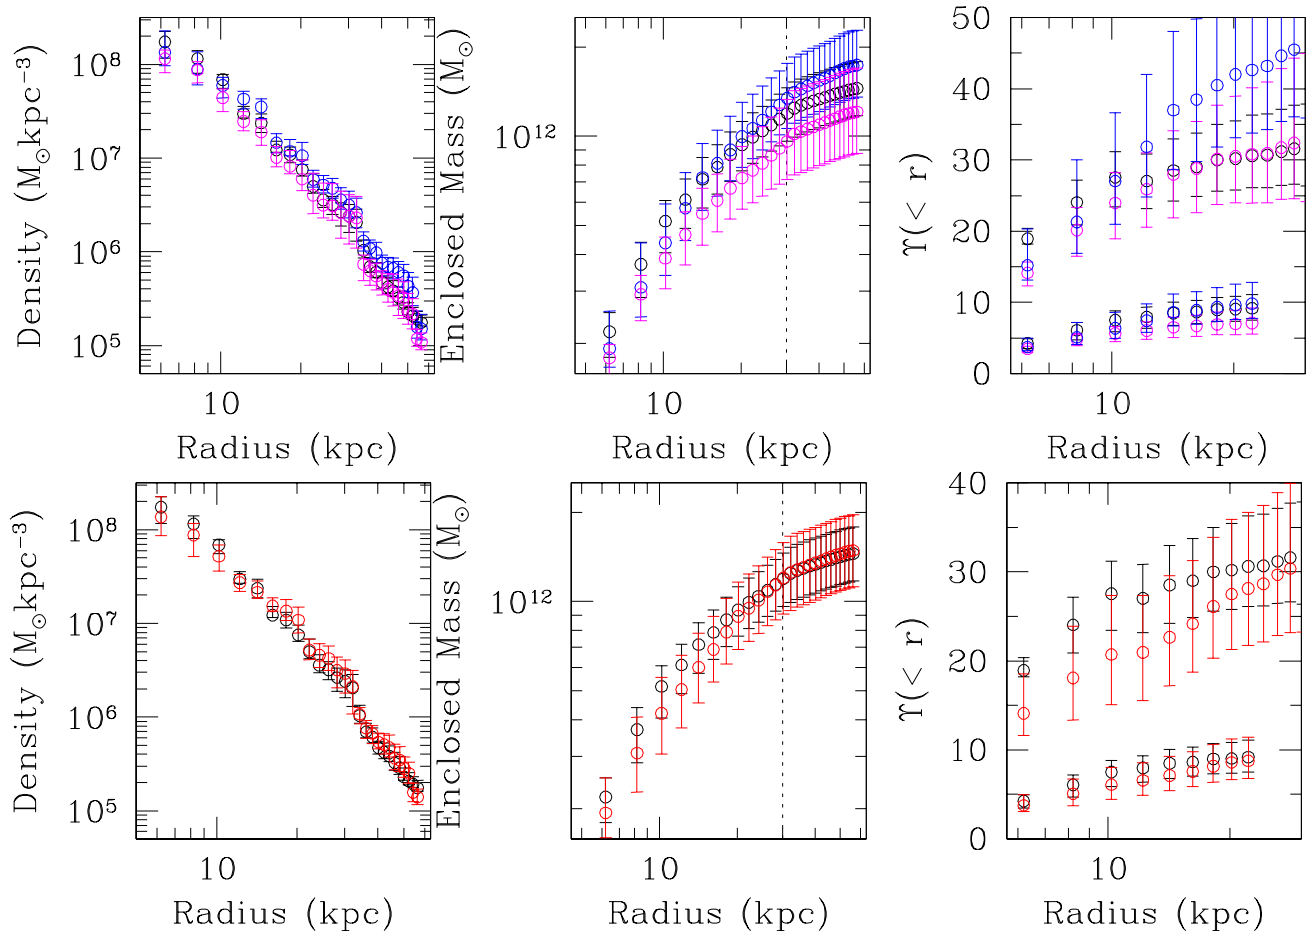 Density (M⊙kpc−3)
10^8
10^7
10^6
10^5
10
Radius (kpc)
Enclosed Mass (M⊙)
10^12
10
Radius (kpc)
ϒ(< r)
50
40
30
20
10
0
10
Radius (kpc)
Density (M⊙kpc−3)
10^8
10^7
10^6
10^5
10
Radius (kpc)
Enclosed Mass (M⊙)
10^12
10
Radius (kpc)
ϒ(< r)
40
30
20
10
0
10
Radius (kpc)